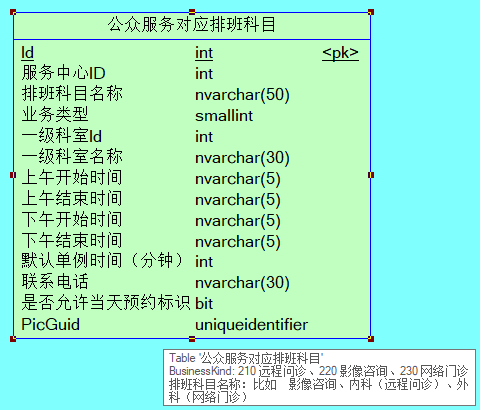 公众服务对应排班科目
Id int <pk>
服务中心ID int
排班科目名称 nvarchar(50)
业务类型 smallint
一级科室Id int
一级科室名称 nvarchar(30)
上午开始时间 nvarchar(5)
上午结束时间 nvarchar(5)
下午开始时间 nvarchar(5)
下午结束时间 nvarchar(5)
默认单例时间（分钟） int
联系电话 nvarchar(30)
是否允许当天预约标识 bit
PicGuid uniqueidentifier
Table '公众服务对应排班科目'
BusinessKind: 210 远程问诊、220 影像咨询、230 网络门诊
排班科目名称：比如 影像咨询、内科（远程问诊）、外
科（网络门诊）